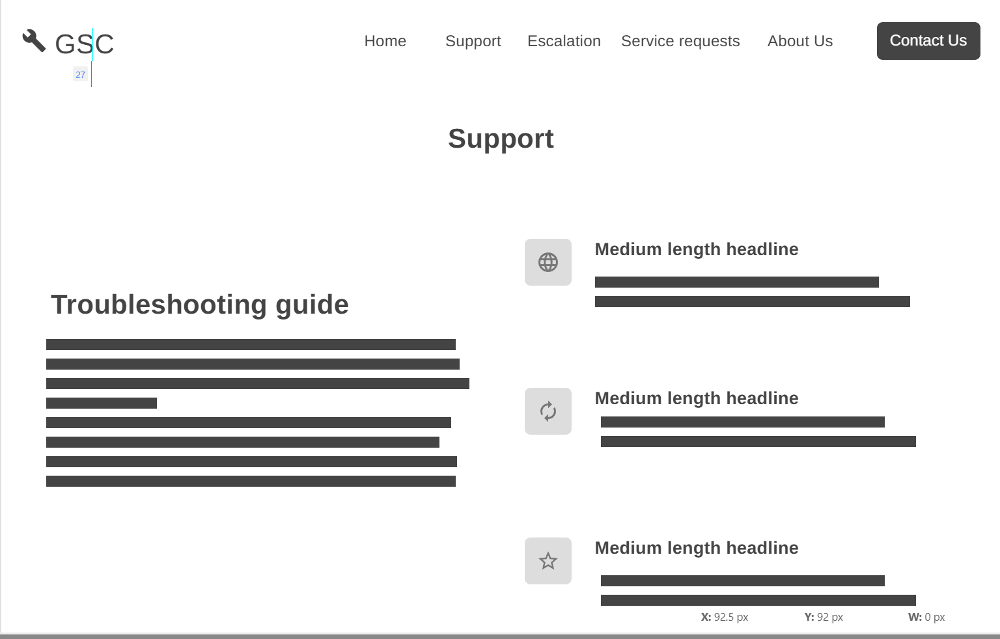 GSC
Home Support Escalation Service requests About Us Contact Us
27
Support
Troubleshooting guide
Medium length headline
Medium length headline
Medium length headline
X: 92.5 px Y: 92 px W: 0 px